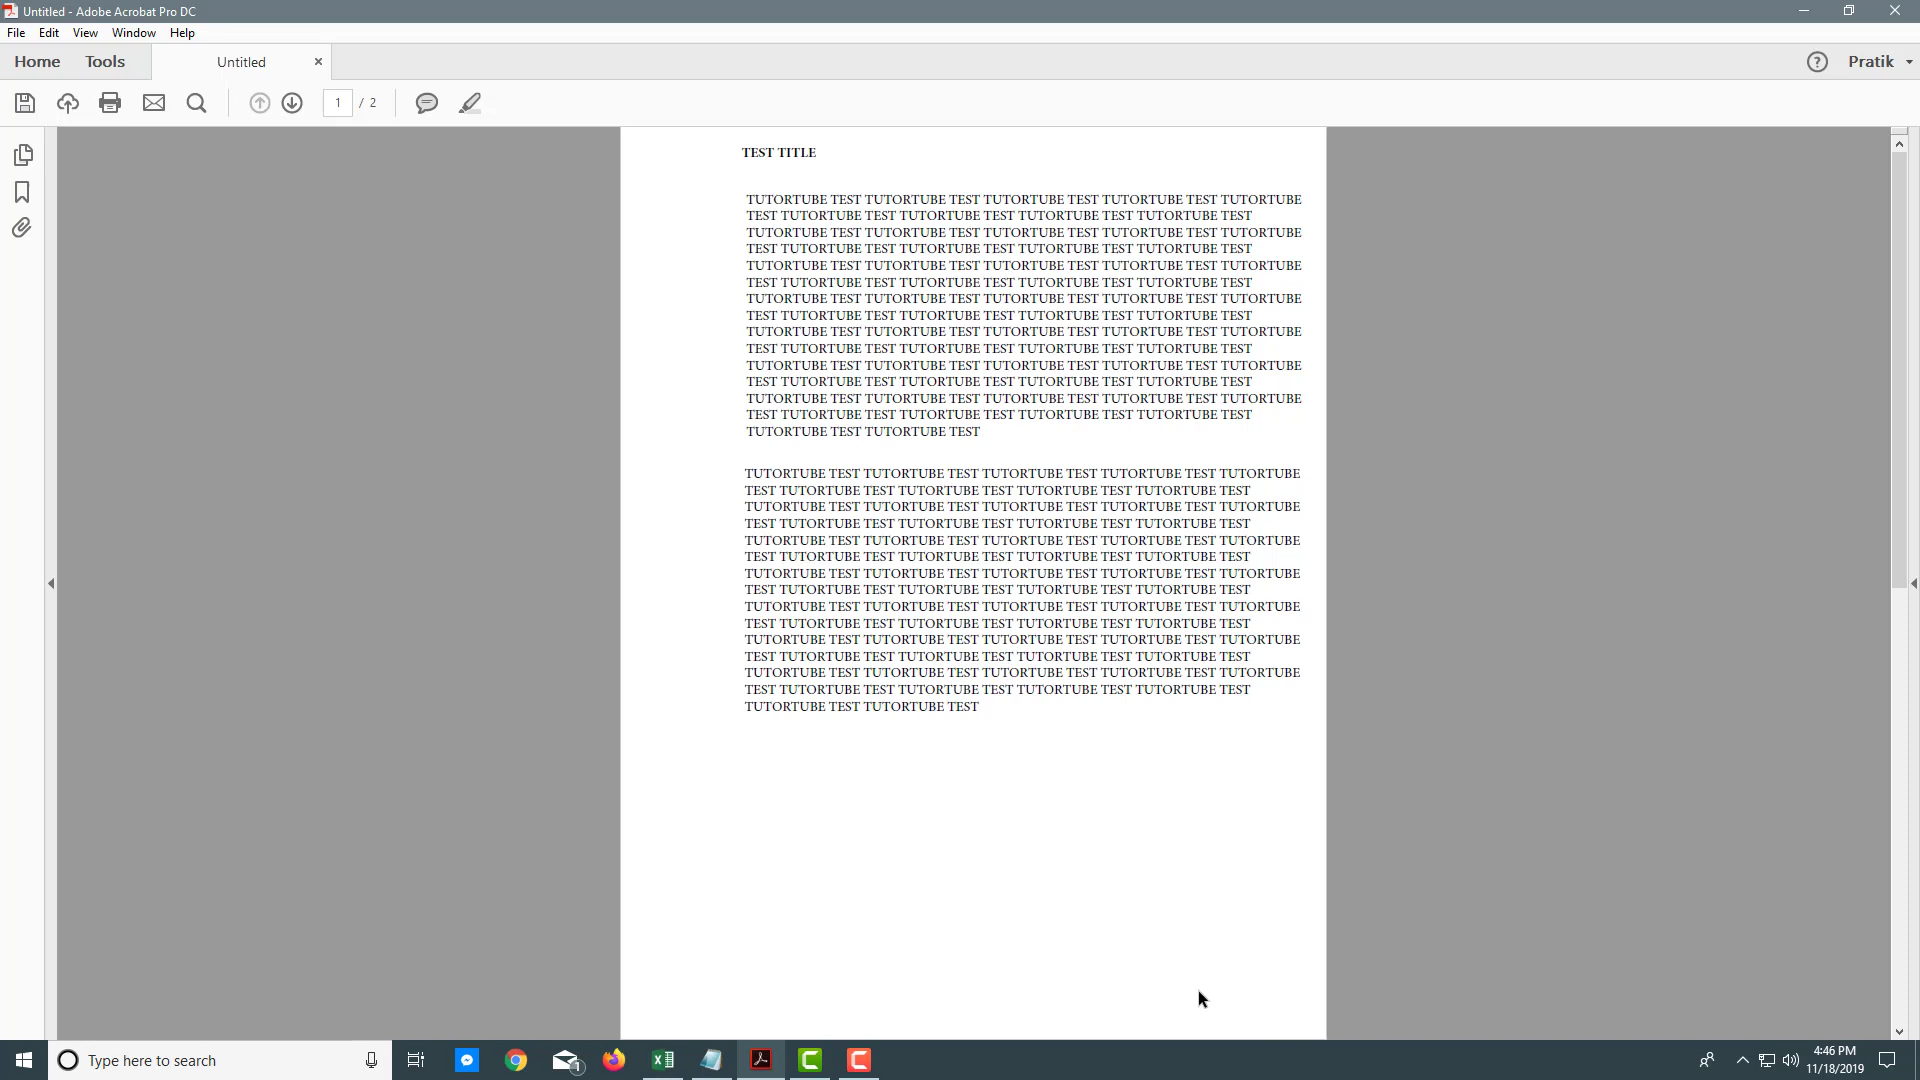 Untitled - Adobe Acrobat Pro DC
File Edit View Window Help
Home Tools Untitled Pratik
1 / 2
TEST TITLE
TUTORTUBE TEST TUTORTUBE TEST TUTORTUBE TEST TUTORTUBE TEST TUTORTUBE
TEST TUTORTUBE TEST TUTORTUBE TEST TUTORTUBE TEST TUTORTUBE TEST
TUTORTUBE TEST TUTORTUBE TEST TUTORTUBE TEST TUTORTUBE TEST TUTORTUBE
TEST TUTORTUBE TEST TUTORTUBE TEST TUTORTUBE TEST TUTORTUBE TEST
TUTORTUBE TEST TUTORTUBE TEST TUTORTUBE TEST TUTORTUBE TEST TUTORTUBE
TEST TUTORTUBE TEST TUTORTUBE TEST TUTORTUBE TEST TUTORTUBE TEST
TUTORTUBE TEST TUTORTUBE TEST TUTORTUBE TEST TUTORTUBE TEST TUTORTUBE
TEST TUTORTUBE TEST TUTORTUBE TEST TUTORTUBE TEST TUTORTUBE TEST
TUTORTUBE TEST TUTORTUBE TEST TUTORTUBE TEST TUTORTUBE TEST TUTORTUBE
TEST TUTORTUBE TEST TUTORTUBE TEST TUTORTUBE TEST TUTORTUBE TEST
TUTORTUBE TEST TUTORTUBE TEST TUTORTUBE TEST TUTORTUBE TEST TUTORTUBE
TEST TUTORTUBE TEST TUTORTUBE TEST TUTORTUBE TEST TUTORTUBE TEST
TUTORTUBE TEST TUTORTUBE TEST TUTORTUBE TEST TUTORTUBE TEST TUTORTUBE
TEST TUTORTUBE TEST TUTORTUBE TEST TUTORTUBE TEST TUTORTUBE TEST
TUTORTUBE TEST TUTORTUBE TEST
TUTORTUBE TEST TUTORTUBE TEST TUTORTUBE TEST TUTORTUBE TEST TUTORTUBE
TEST TUTORTUBE TEST TUTORTUBE TEST TUTORTUBE TEST TUTORTUBE TEST
TUTORTUBE TEST TUTORTUBE TEST TUTORTUBE TEST TUTORTUBE TEST TUTORTUBE
TEST TUTORTUBE TEST TUTORTUBE TEST TUTORTUBE TEST TUTORTUBE TEST
TUTORTUBE TEST TUTORTUBE TEST TUTORTUBE TEST TUTORTUBE TEST TUTORTUBE
TEST TUTORTUBE TEST TUTORTUBE TEST TUTORTUBE TEST TUTORTUBE TEST
TUTORTUBE TEST TUTORTUBE TEST TUTORTUBE TEST TUTORTUBE TEST TUTORTUBE
TEST TUTORTUBE TEST TUTORTUBE TEST TUTORTUBE TEST TUTORTUBE TEST
TUTORTUBE TEST TUTORTUBE TEST TUTORTUBE TEST TUTORTUBE TEST TUTORTUBE
TEST TUTORTUBE TEST TUTORTUBE TEST TUTORTUBE TEST TUTORTUBE TEST
TUTORTUBE TEST TUTORTUBE TEST TUTORTUBE TEST TUTORTUBE TEST TUTORTUBE
TEST TUTORTUBE TEST TUTORTUBE TEST TUTORTUBE TEST TUTORTUBE TEST
TUTORTUBE TEST TUTORTUBE TEST TUTORTUBE TEST TUTORTUBE TEST TUTORTUBE
TEST TUTORTUBE TEST TUTORTUBE TEST TUTORTUBE TEST TUTORTUBE TEST
TUTORTUBE TEST TUTORTUBE TEST
Type here to search
4:46 PM
11/18/2019